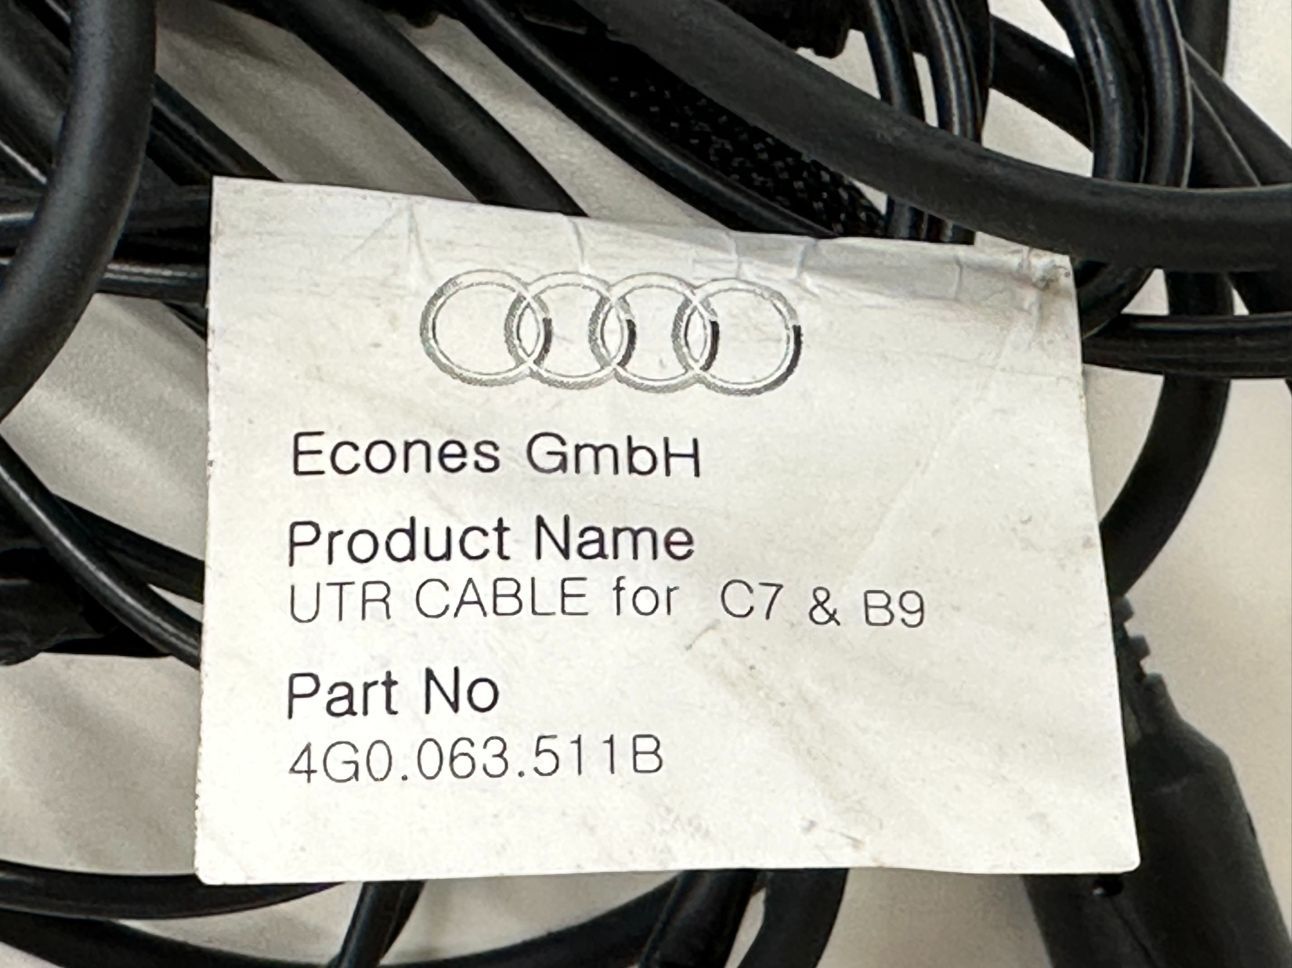 Econes GmbH
Product Name
UTR CABLE for C7 & B9
Part No
4G0.063.511B